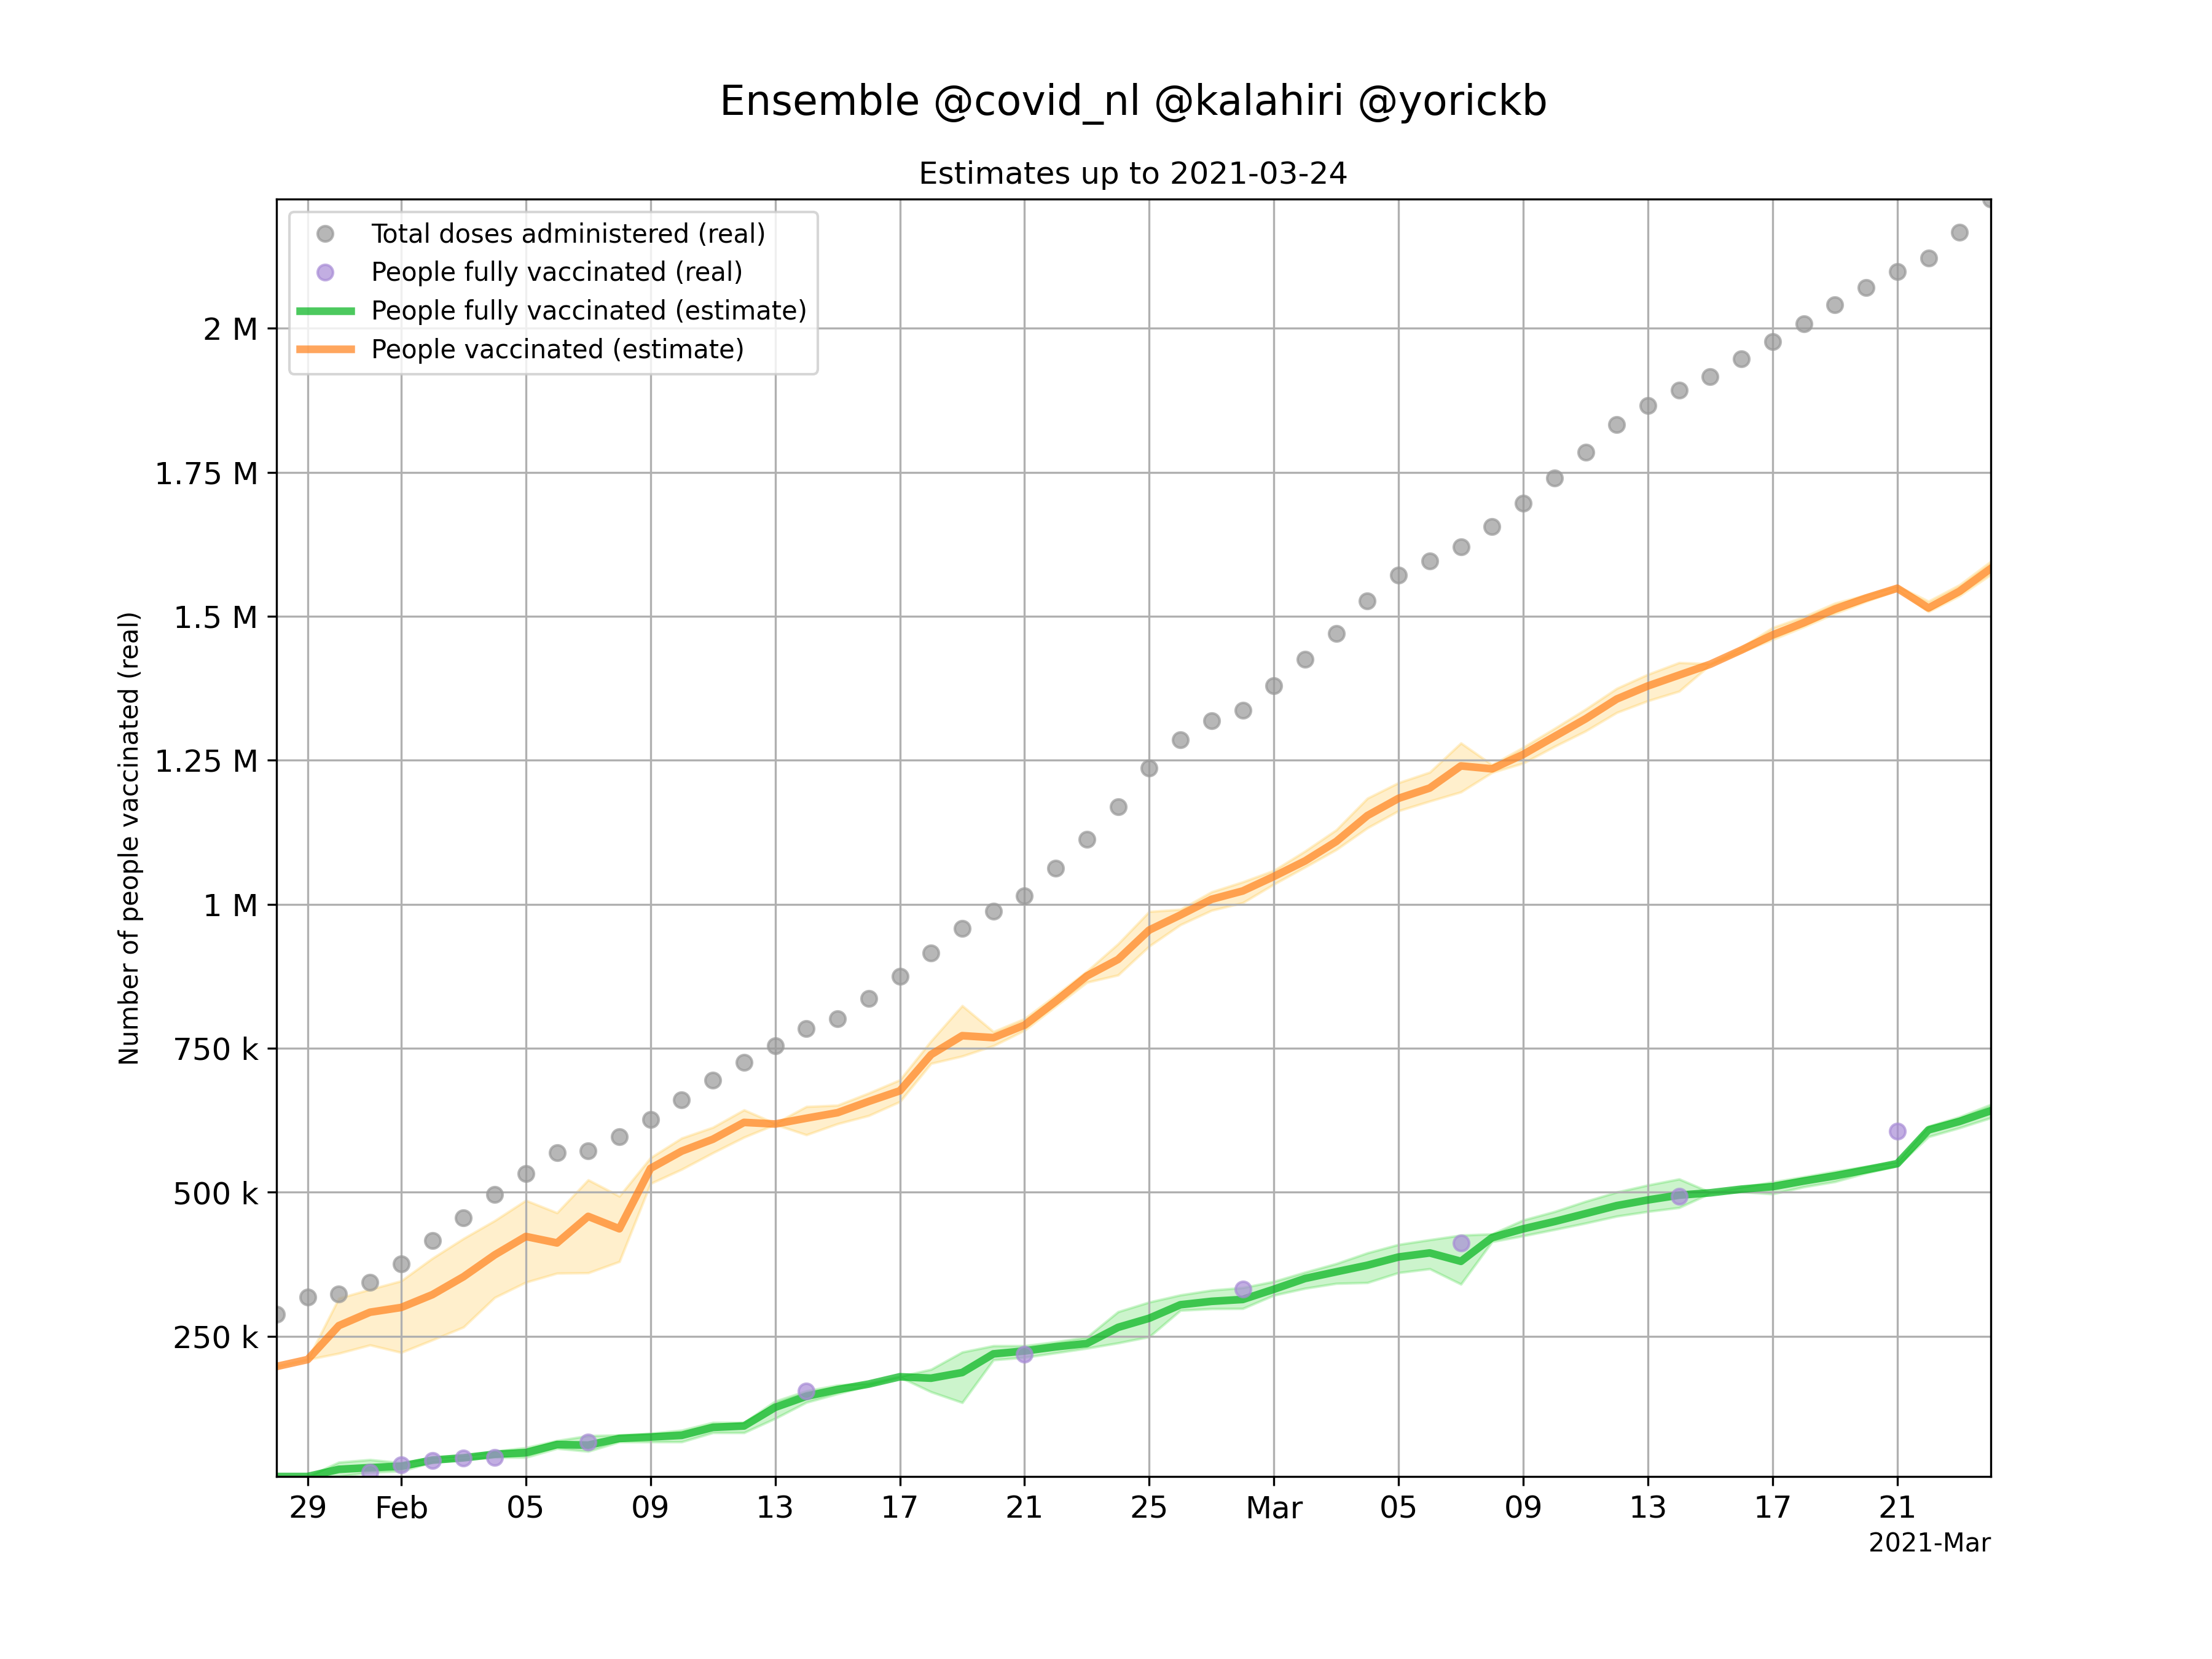 Ensemble @covid_nl @kalahiri @yorickb
Estimates up to 2021-03-24
Total doses administered (real)
People fully vaccinated (real)
People fully vaccinated (estimate)
People vaccinated (estimate)
Number of people vaccinated (real)
2 M
1.75 M
1.5 M
1.25 M
1 M
750 k
500 k
250 k
29 Feb 05 09 13 17 21 25 Mar 05 09 13 17 21
2021-Mar